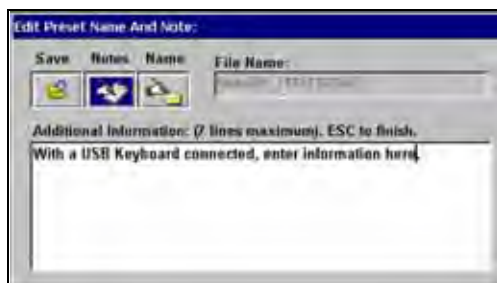 Edit Preset Name And Note:
Save Notes Name File Name:
Additional Information: (7 lines maximum). ESC to finish.
With a USB Keyboard connected, enter information here.